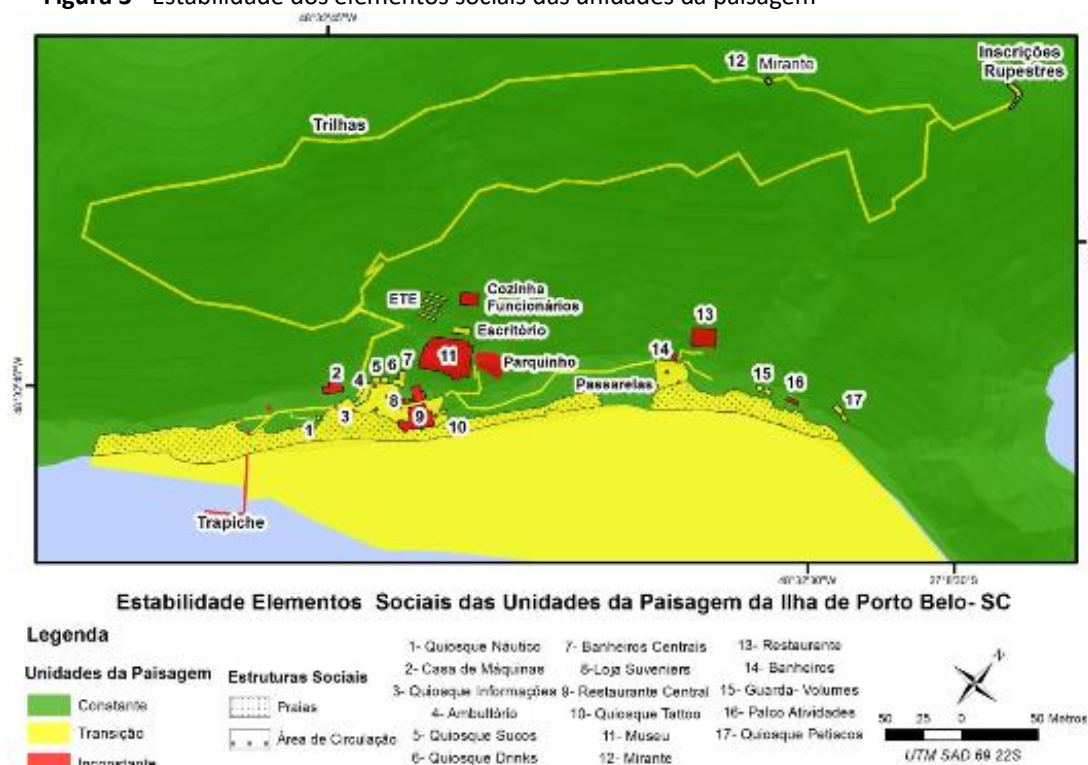 Estabilidade dos elementos sociais das unidades da paisagem
12 Mirante
Inscrições
Rupestres
Trilhas
ETE
Cozinha
Funcionários
Escritório
13
11
Parquinho
14
2
4
5
6
7
Passarelas
15
16
17
3
8
9
1
10
Trapiche
Estabilidade Elementos Sociais das Unidades da Paisagem da Ilha de Porto Belo- SC
Legenda
Unidades da Paisagem
Constante
Transição
Inconstante
Estruturas Sociais
Praias
Área de Circulação
1- Quiosque Náutico
2- Casa de Máquinas
3- Quiosque Informações
4- Ambultório
5- Quiosque Sucos
6- Quiosque Drinks
7- Banheiros Centrais
8-Loja Suveniers
9- Restaurante Central
10- Quiosque Tattoo
11- Museu
12- Mirante
13- Restaurante
14- Banheiros
15- Guarda- Volumes
16- Palco Atividades
17- Quiosque Petiscos
N
50 25 0 50 Metros
UTM SAD 69 22S